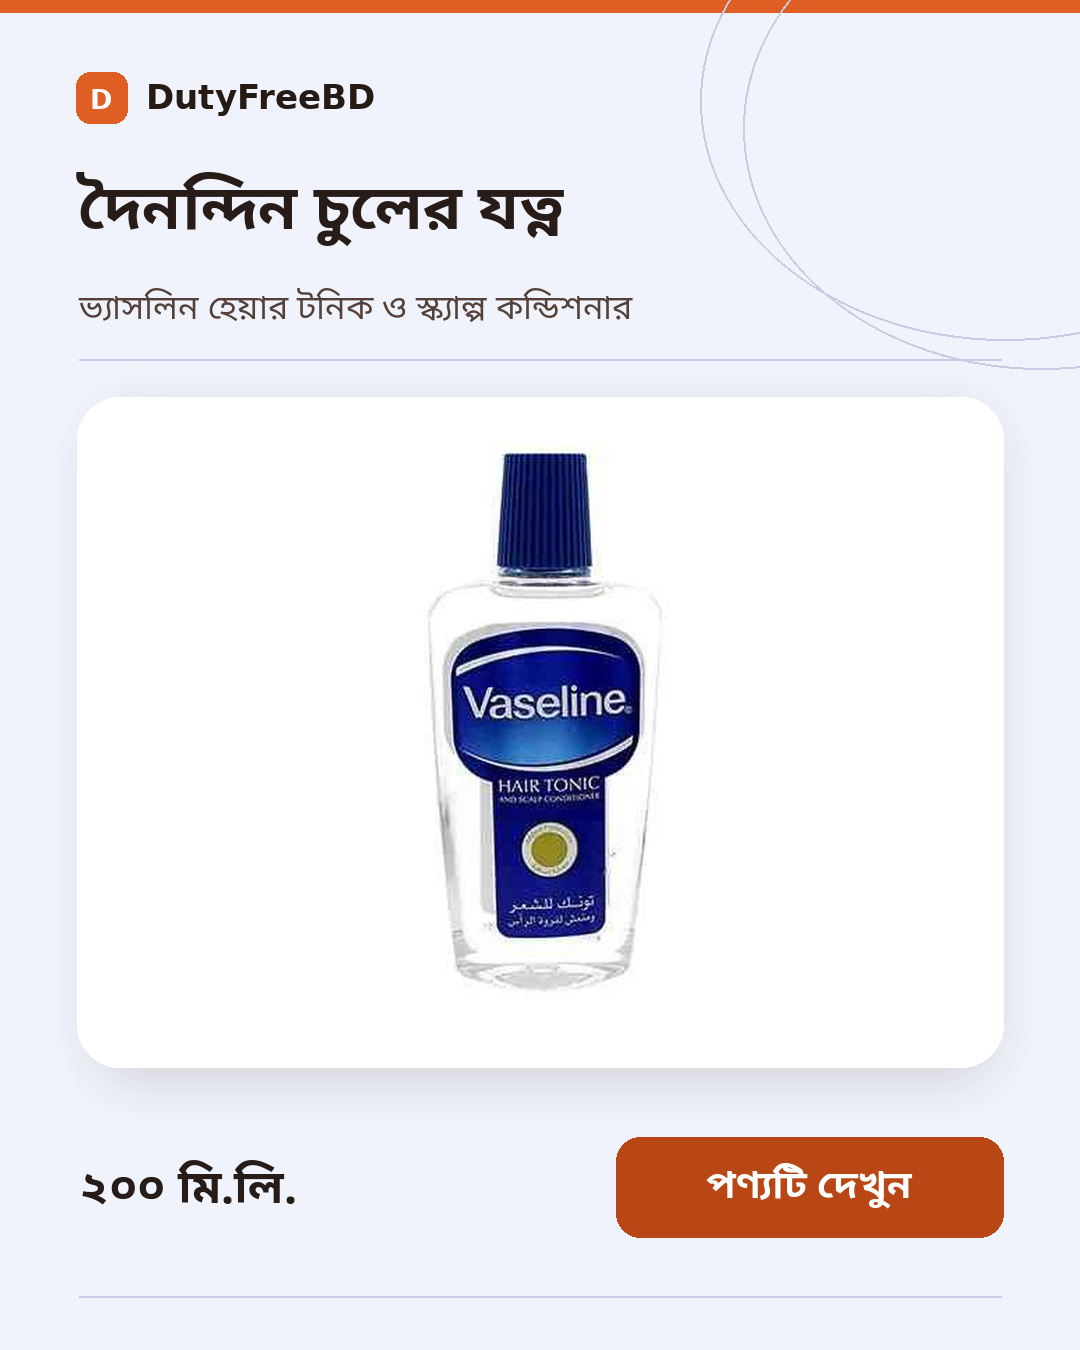 D DutyFreeBD
দৈনন্দিন চুলের যত্ন
ভ্যাসলিন হেয়ার টনিক ও স্ক্যাল্প কন্ডিশনার
Vaseline
HAIR TONIC
AND SCALP CONDITIONER
تونك للشعر
২০০ মি.লি.
পণ্যটি দেখুন